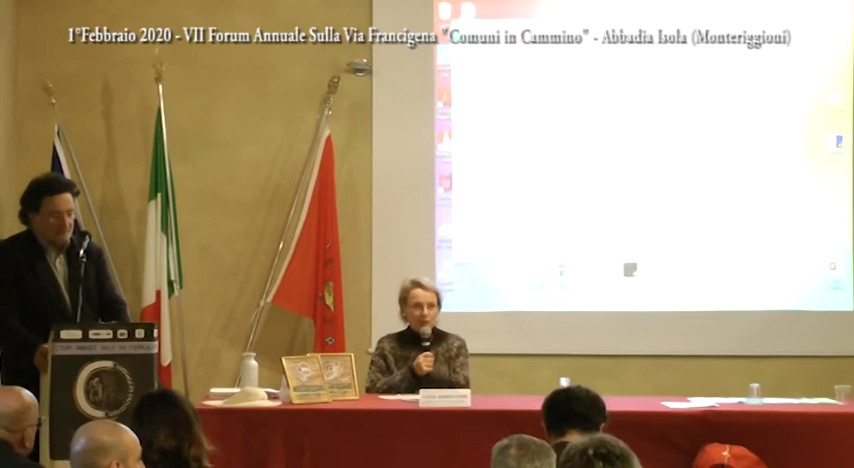 1°Febbraio 2020 - VII Forum Annuale Sulla Via Francigena "Comuni in Cammino" - Abbadia Isola (Monteriggioni)